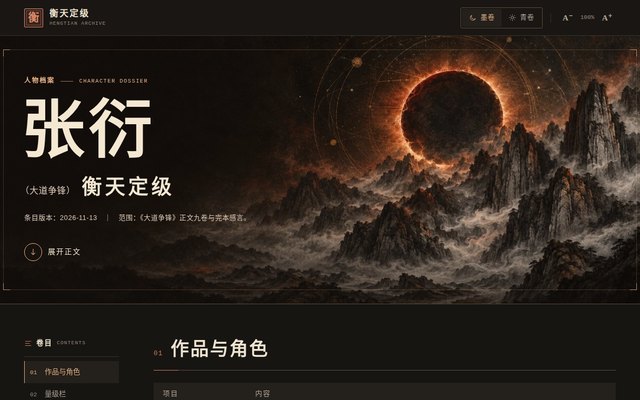 衡
衡天定级
HENGTIAN ARCHIVE
墨卷
青卷
A⁻
100%
A⁺
人物档案 —— CHARACTER DOSSIER
张衍
（大道争锋） 衡天定级
条目版本：2026-11-13 | 范围：《大道争锋》正文九卷与完本感言。
展开正文
卷目 CONTENTS
01 作品与角色
02 量级栏
01 作品与角色
项目 内容